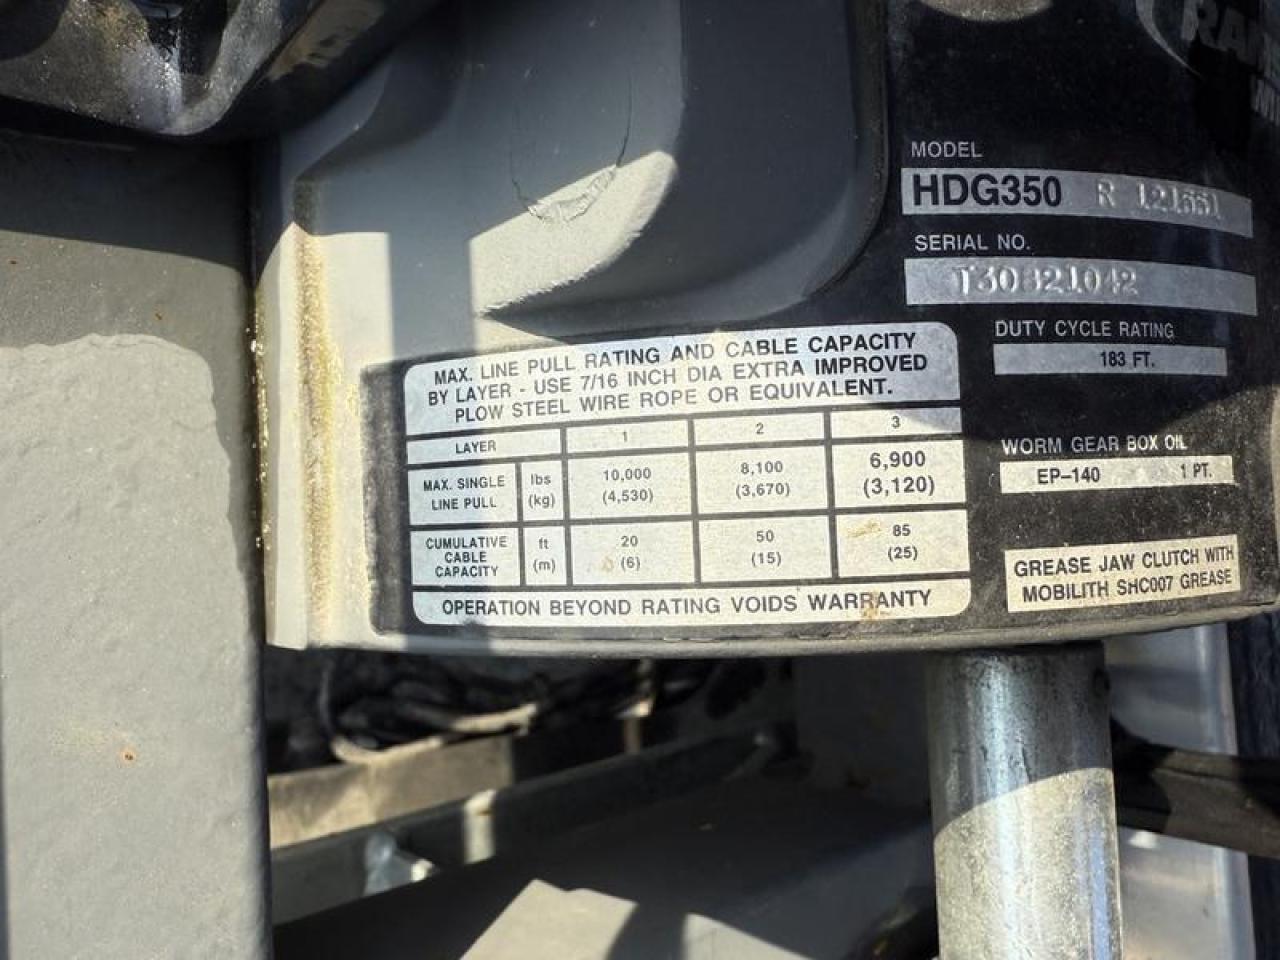 MODEL
HDG350 R 121661
SERIAL NO.
T30821042
DUTY CYCLE RATING
183 FT.
MAX. LINE PULL RATING AND CABLE CAPACITY
BY LAYER - USE 7/16 INCH DIA EXTRA IMPROVED
PLOW STEEL WIRE ROPE OR EQUIVALENT.
LAYER 1 2 3
MAX. SINGLE LINE PULL lbs (kg) 10,000 (4,530) 8,100 (3,670) 6,900 (3,120)
CUMULATIVE CABLE CAPACITY ft (m) 20 (6) 50 (15) 85 (25)
OPERATION BEYOND RATING VOIDS WARRANTY
WORM GEAR BOX OIL
EP-140 1 PT.
GREASE JAW CLUTCH WITH
MOBILITH SHC007 GREASE